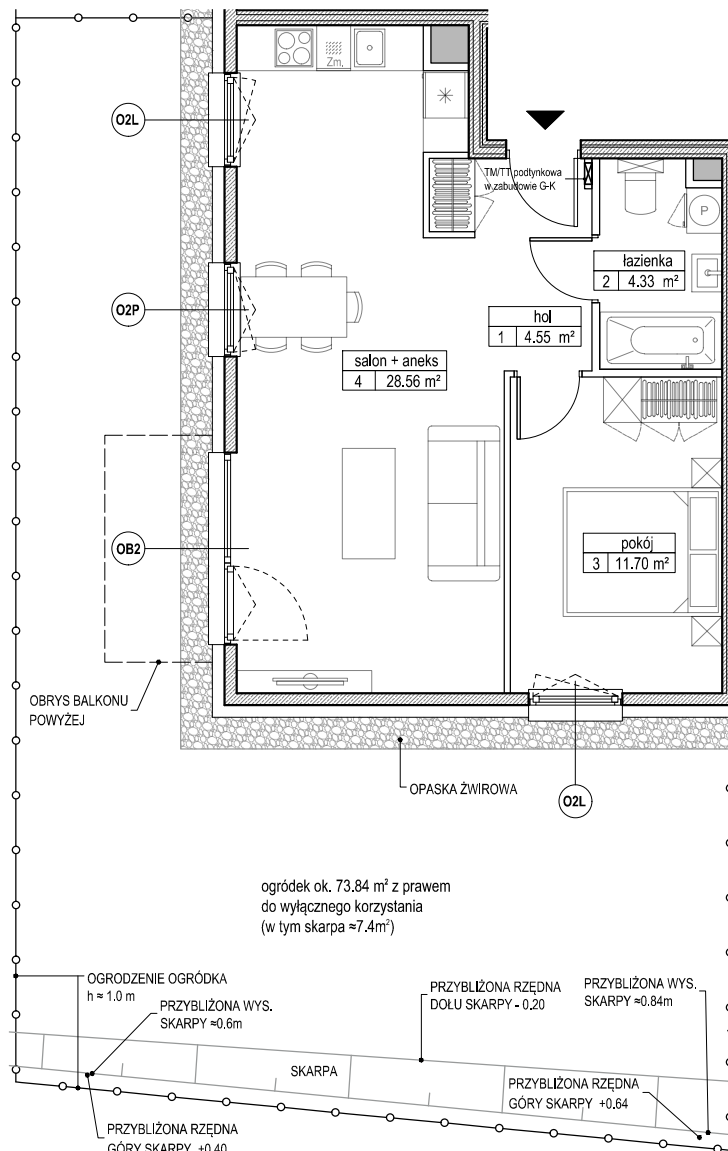 Zm.
O2L
TM/TT podtynkowa
w zabudowie G-K
P
łazienka
2 4.33 m²
O2P
hol
1 4.55 m²
salon + aneks
4 28.56 m²
OB2
pokój
3 11.70 m²
OBRYS BALKONU
POWYŻEJ
OPASKA ŻWIROWA
O2L
ogródek ok. 73.84 m² z prawem
do wyłącznego korzystania
(w tym skarpa ≈7.4m²)
OGRODZENIE OGRÓDKA
h ≈ 1.0 m
PRZYBLIŻONA WYS.
SKARPY ≈0.6m
PRZYBLIŻONA RZĘDNA
DOŁU SKARPY - 0.20
PRZYBLIŻONA WYS.
SKARPY ≈0.84m
SKARPA
PRZYBLIŻONA RZĘDNA
GÓRY SKARPY +0.64
PRZYBLIŻONA RZĘDNA
GÓRY SKARPY +0.40